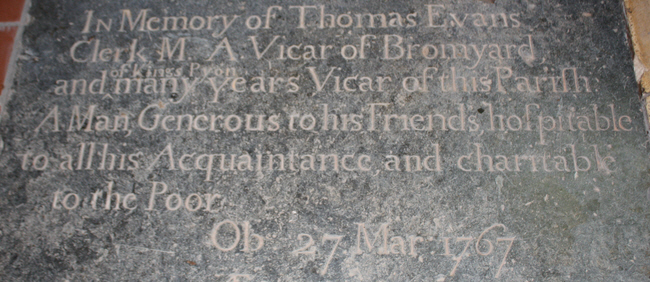 In Memory of Thomas Evans
Clerk M A. Vicar of Bromyard
of Kings Pyon
and many years Vicar of this Pariſh:
A Man, Generous to his Friends, hoſpitable
to all his Acquaintance, and charitable
to the Poor
Ob 27 Mar 1767